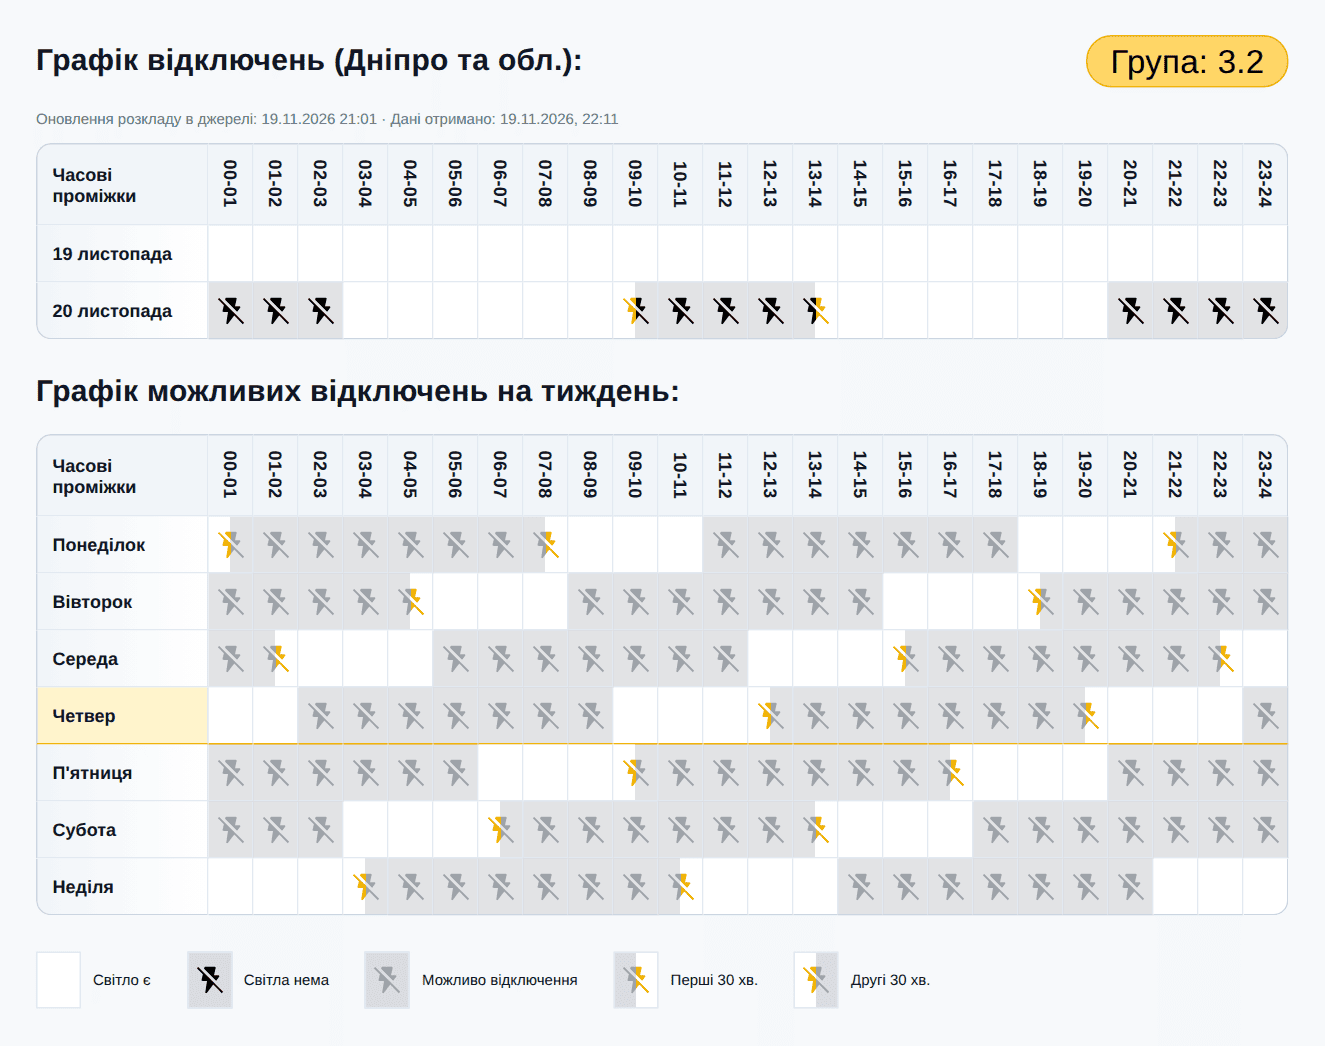 Графік відключень (Дніпро та обл.):
Група: 3.2
Оновлення розкладу в джерелі: 19.11.2026 21:01 · Дані отримано: 19.11.2026, 22:11
Часові проміжки 00-01 01-02 02-03 03-04 04-05 05-06 06-07 07-08 08-09 09-10 10-11 11-12 12-13 13-14 14-15 15-16 16-17 17-18 18-19 19-20 20-21 21-22 22-23 23-24
19 листопада
20 листопада
Графік можливих відключень на тиждень:
Часові проміжки 00-01 01-02 02-03 03-04 04-05 05-06 06-07 07-08 08-09 09-10 10-11 11-12 12-13 13-14 14-15 15-16 16-17 17-18 18-19 19-20 20-21 21-22 22-23 23-24
Понеділок
Вівторок
Середа
Четвер
П'ятниця
Субота
Неділя
Світло є Світла нема Можливо відключення Перші 30 хв. Другі 30 хв.